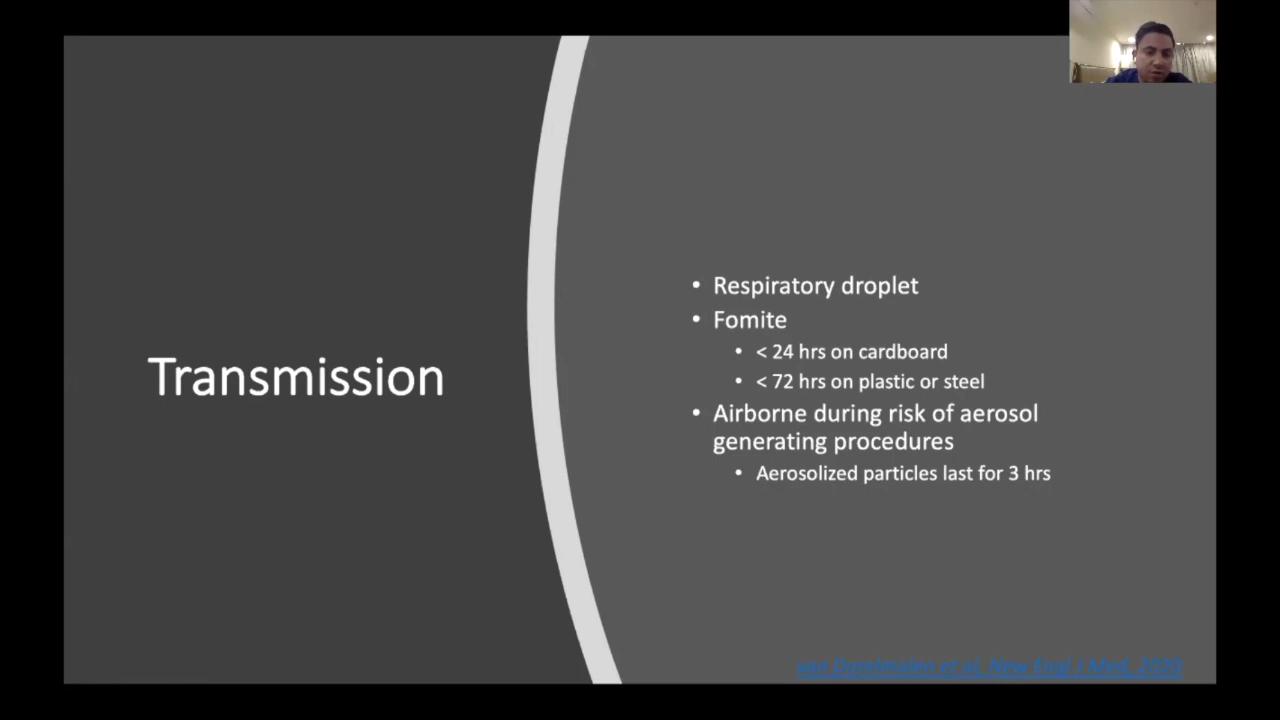 Transmission
• Respiratory droplet
• Fomite
• < 24 hrs on cardboard
• < 72 hrs on plastic or steel
• Airborne during risk of aerosol
generating procedures
• Aerosolized particles last for 3 hrs
van Doremalen et al, New Engl J Med, 2020